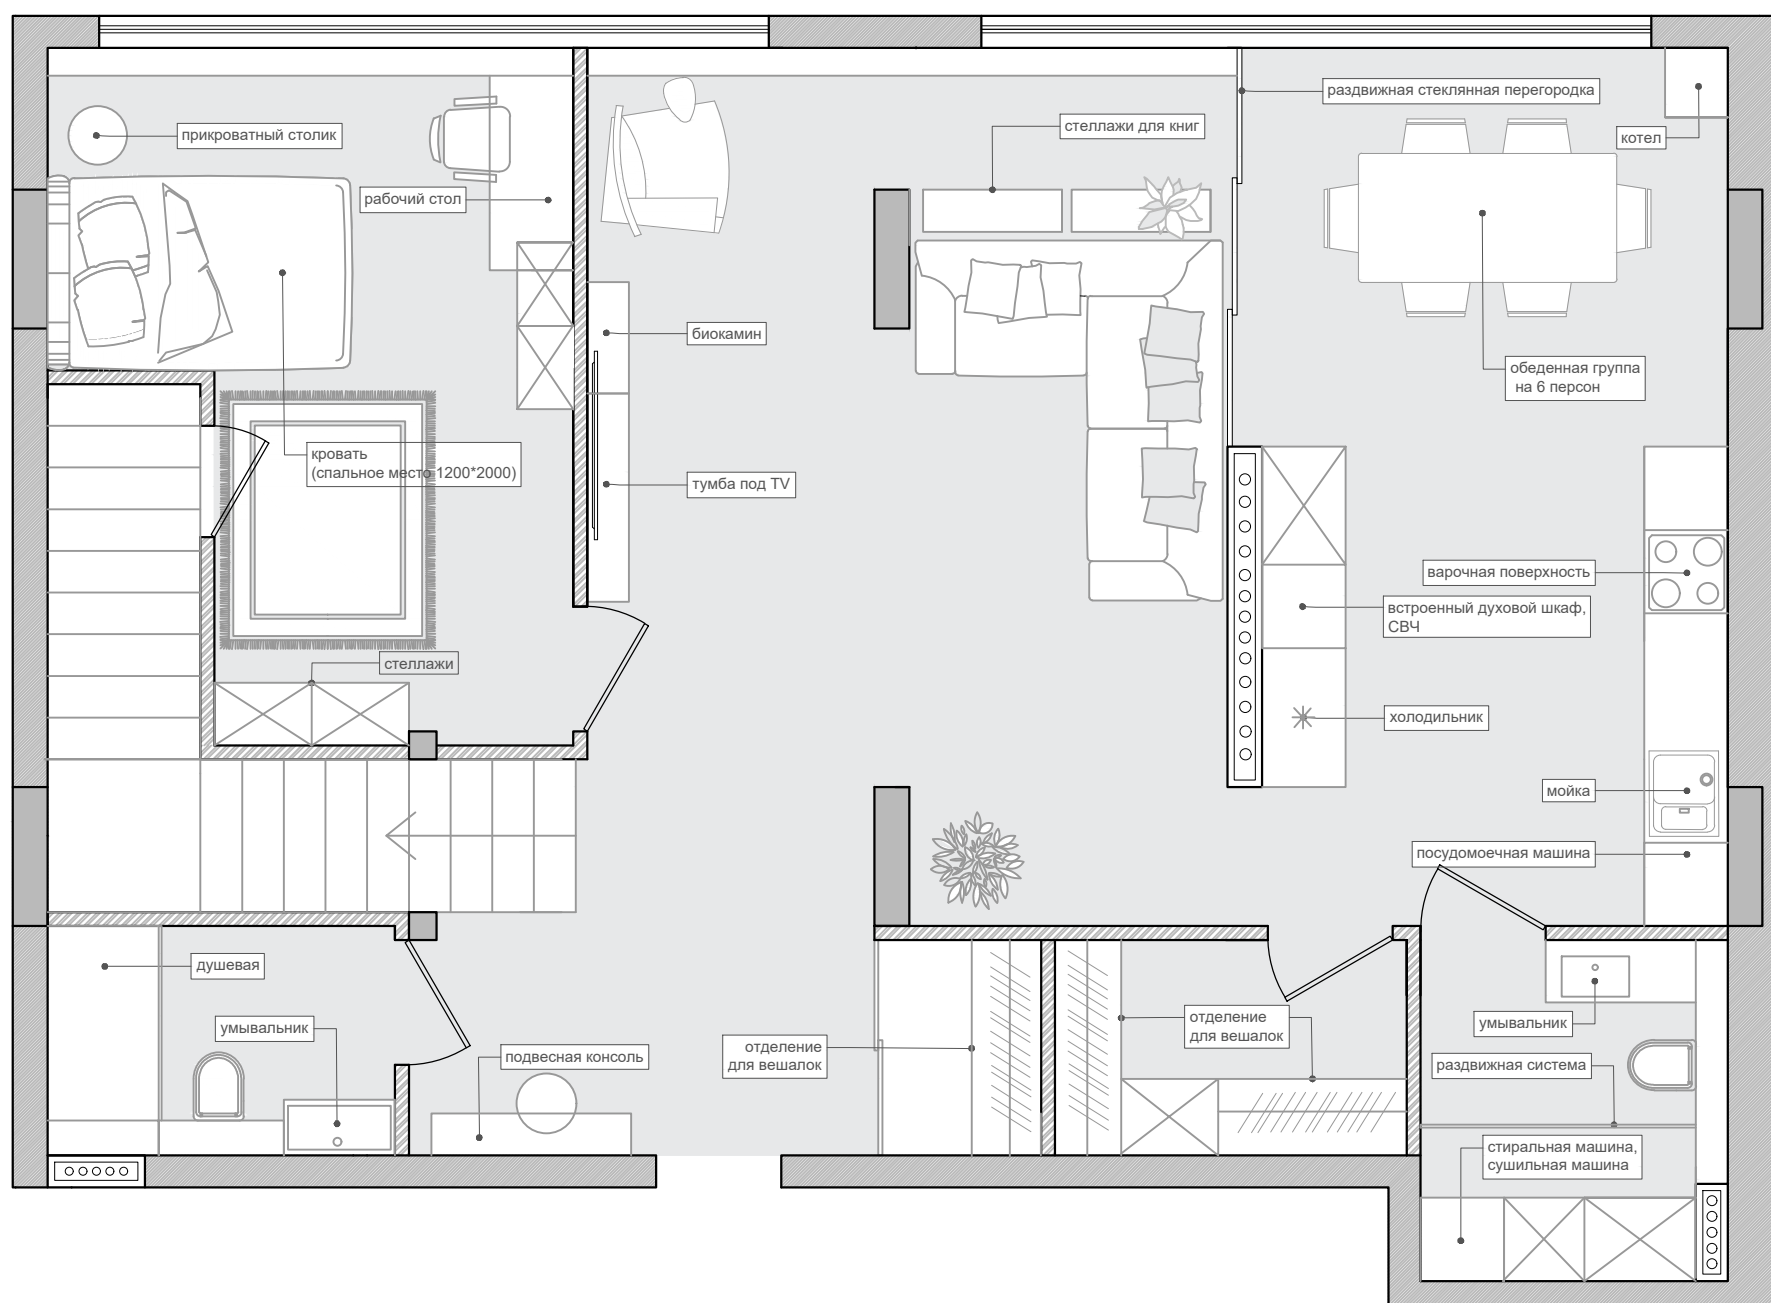 раздвижная стеклянная перегородка
стеллажи для книг
котел
прикроватный столик
рабочий стол
биокамин
обеденная группа
на 6 персон
кровать
(спальное место 1200*2000)
тумба под TV
варочная поверхность
встроенный духовой шкаф,
СВЧ
стеллажи
холодильник
мойка
посудомоечная машина
душевая
умывальник
подвесная консоль
отделение
для вешалок
отделение
для вешалок
умывальник
раздвижная система
стиральная машина,
сушильная машина